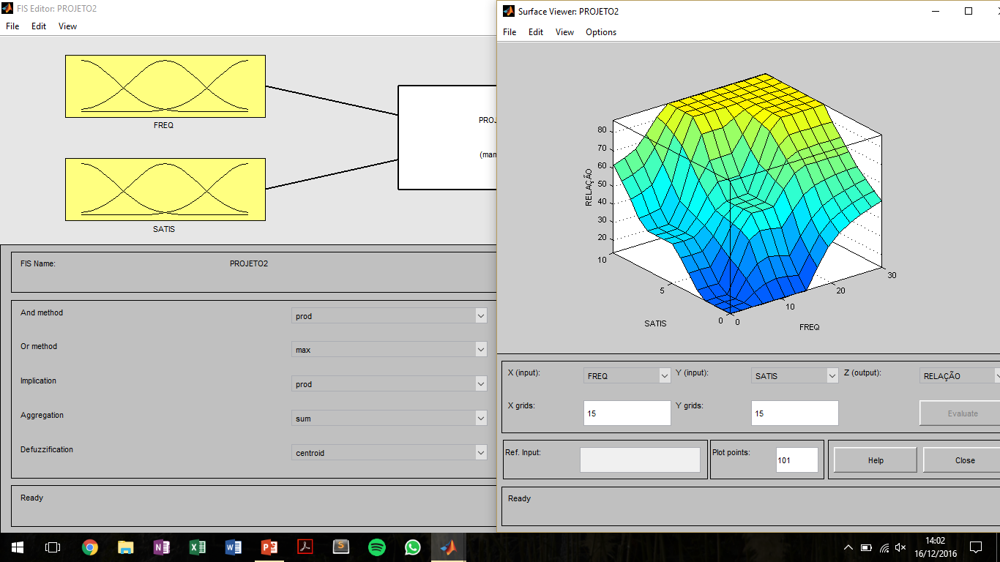 FIS Editor: PROJETO2
File Edit View
FREQ
SATIS
FIS Name: PROJETO2
And method prod
Or method max
Implication prod
Aggregation sum
Defuzzification centroid
Ready
Surface Viewer: PROJETO2
File Edit View Options
80
70
60
50
40
30
20
RELAÇÃO
10
5
0
SATIS
0
10
20
30
FREQ
X (input): FREQ Y (input): SATIS Z (output): RELAÇÃO
X grids: 15 Y grids: 15 Evaluate
Ref. Input: Plot points: 101 Help Close
Ready
14:02
16/12/2016